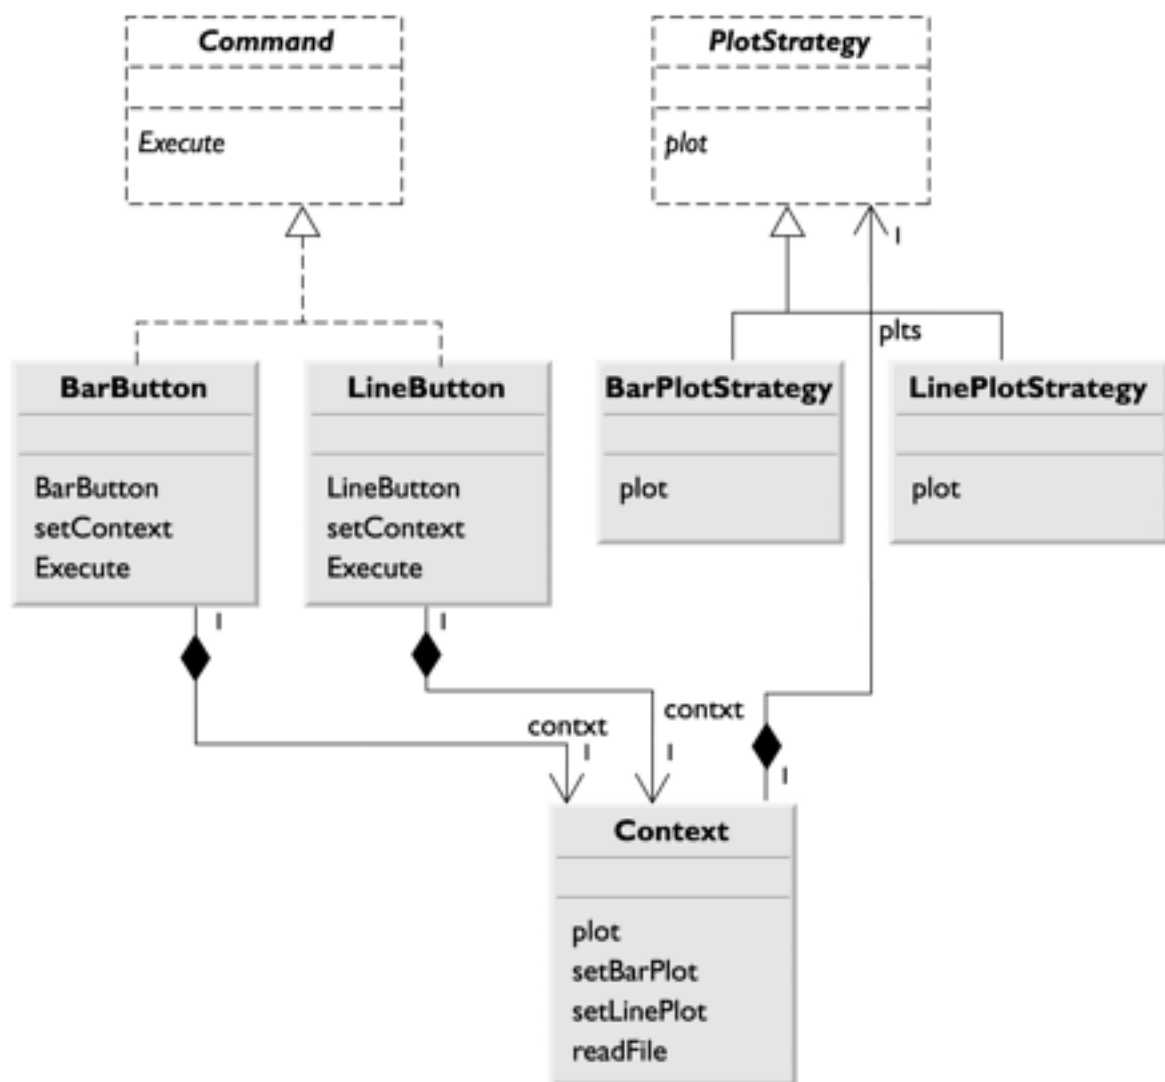 Command
Execute
PlotStrategy
plot
1
plts
BarButton
BarButton
setContext
Execute
1
LineButton
LineButton
setContext
Execute
1
BarPlotStrategy
plot
LinePlotStrategy
plot
contxt
1
contxt
1
1
Context
plot
setBarPlot
setLinePlot
readFile